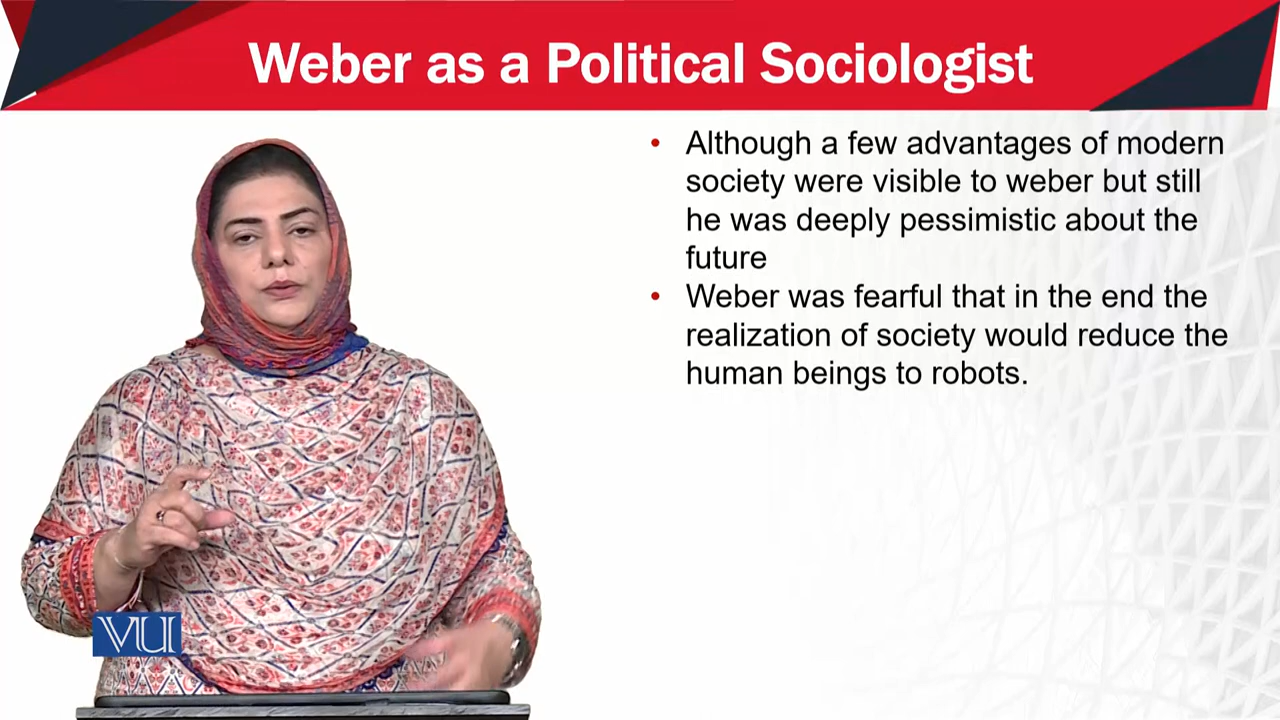 Weber as a Political Sociologist
• Although a few advantages of modern
society were visible to weber but still
he was deeply pessimistic about the
future
• Weber was fearful that in the end the
realization of society would reduce the
human beings to robots.
VU